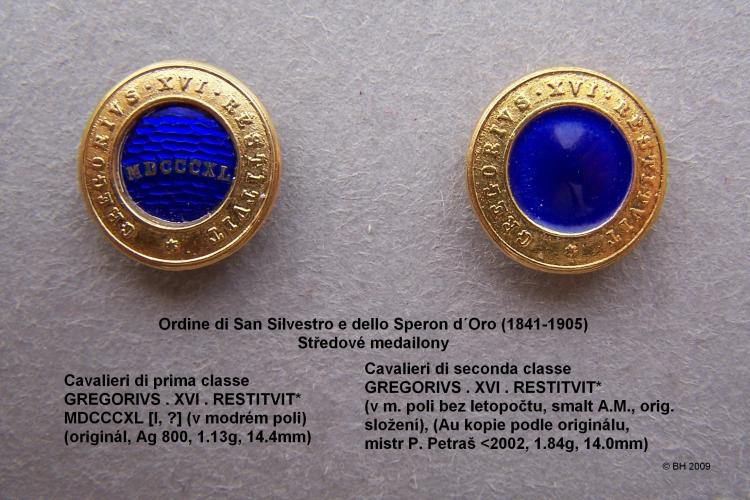 GREGORIVS · XVI · RESTITVIT *
MDCCCXL
GREGORIVS · XVI · RESTITVIT *
Ordine di San Silvestro e dello Speron d´Oro (1841-1905)
Středové medailony
Cavalieri di prima classe
GREGORIVS . XVI . RESTITVIT*
MDCCCXL [I, ?] (v modrém poli)
(originál, Ag 800, 1.13g, 14.4mm)
Cavalieri di seconda classe
GREGORIVS . XVI . RESTITVIT*
(v m. poli bez letopočtu, smalt A.M., orig.
složení), (Au kopie podle originálu,
mistr P. Petraš <2002, 1.84g, 14.0mm)
© BH 2009